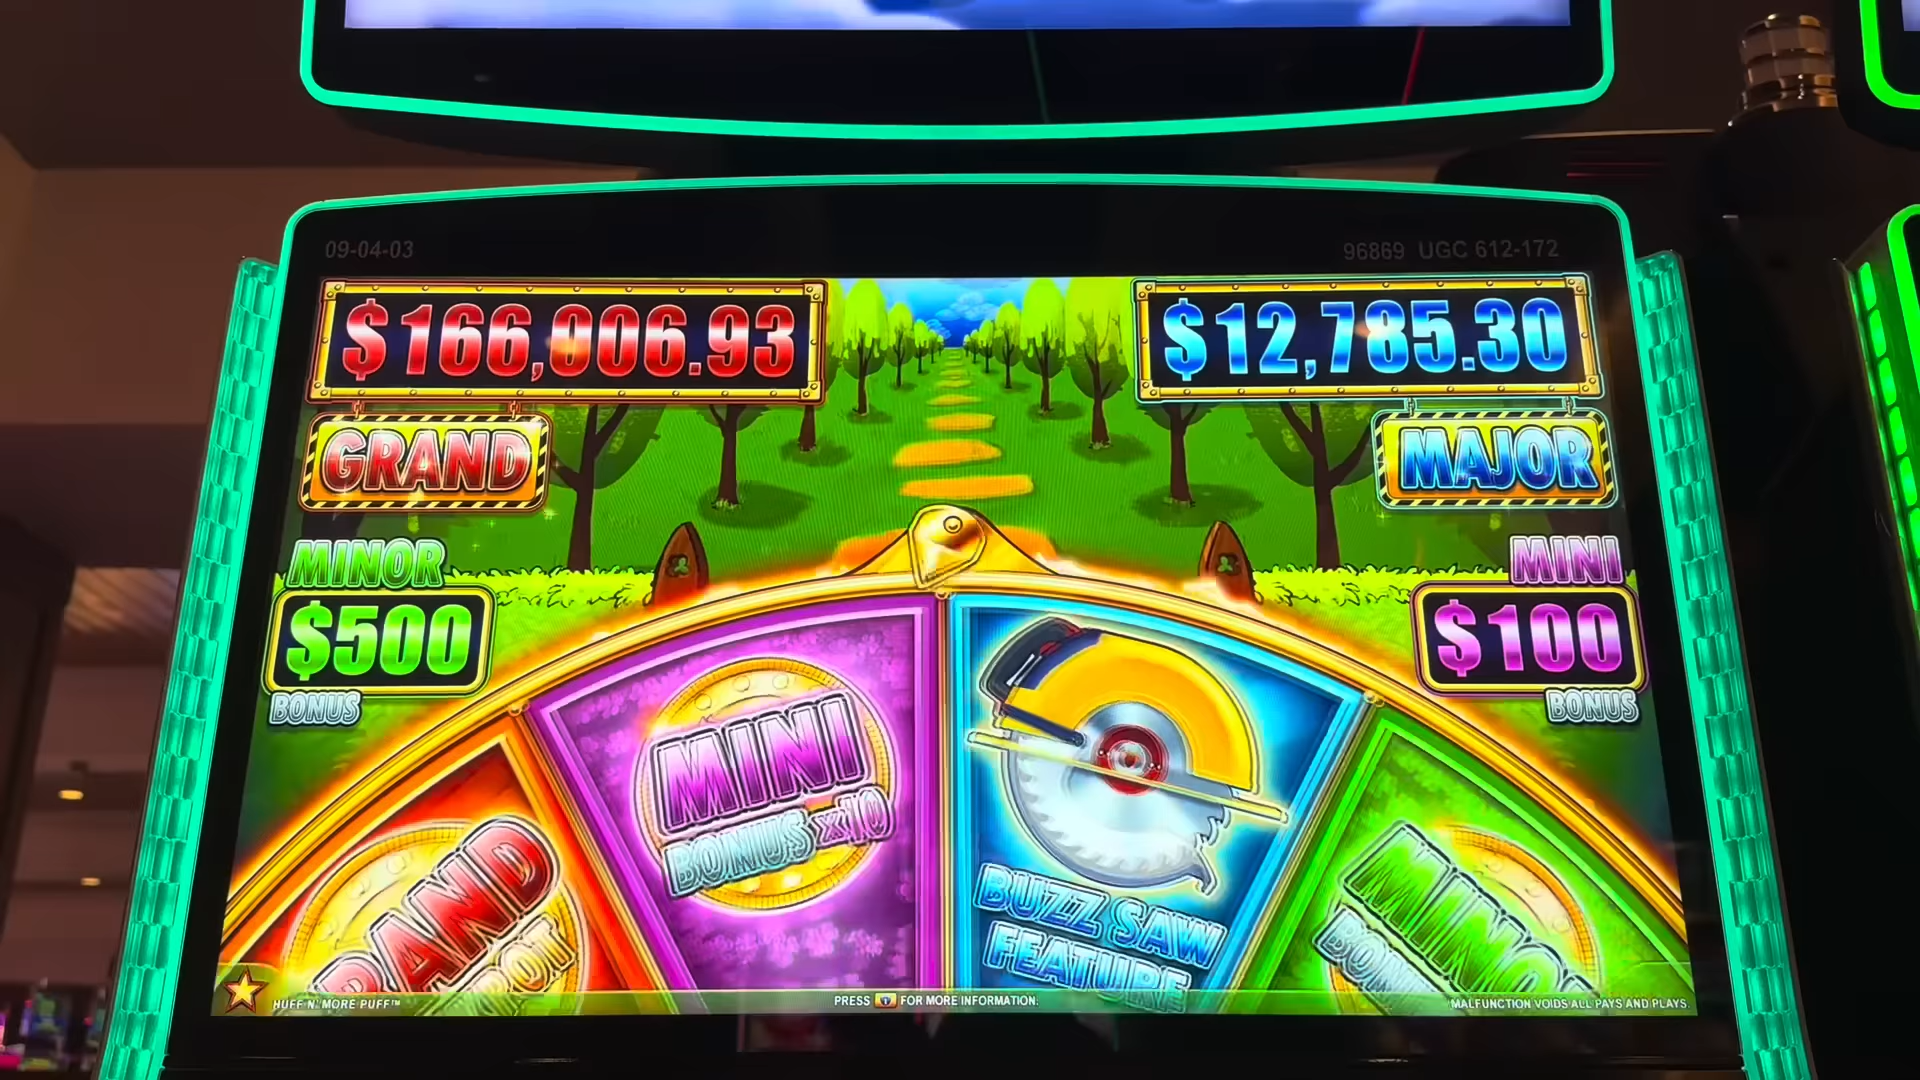 09-04-03
96869 UGC 612-172
$166,006.93
$12,785.30
GRAND
MAJOR
MINOR
$500
BONUS
MINI
$100
BONUS
MINI
BONUS x10
BUZZ SAW
FEATURE
HUFF N' MORE PUFF™
PRESS i FOR MORE INFORMATION.
MALFUNCTION VOIDS ALL PAYS AND PLAYS.